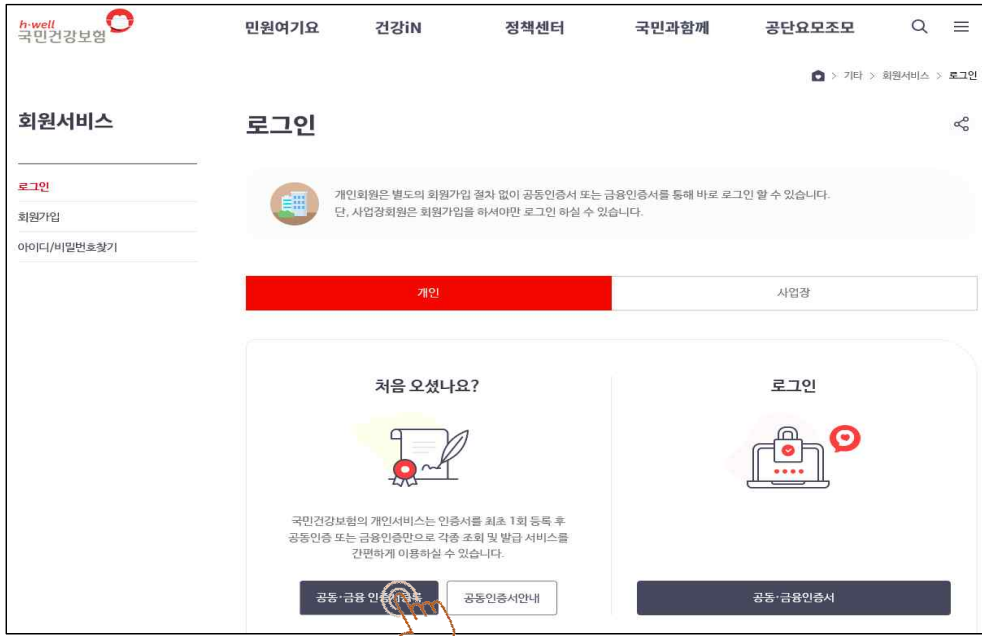 h·well
국민건강보험
민원여기요 건강iN 정책센터 국민과함께 공단요모조모
> 기타 > 회원서비스 > 로그인
회원서비스
로그인
로그인
회원가입
아이디/비밀번호찾기
개인회원은 별도의 회원가입 절차 없이 공동인증서 또는 금융인증서를 통해 바로 로그인 할 수 있습니다.
단, 사업장회원은 회원가입을 하셔야만 로그인 하실 수 있습니다.
개인 사업장
처음 오셨나요?
국민건강보험의 개인서비스는 인증서를 최초 1회 등록 후
공동인증 또는 금융인증만으로 각종 조회 및 발급 서비스를
간편하게 이용하실 수 있습니다.
공동·금융 인증서등록 공동인증서안내
로그인
공동·금융인증서